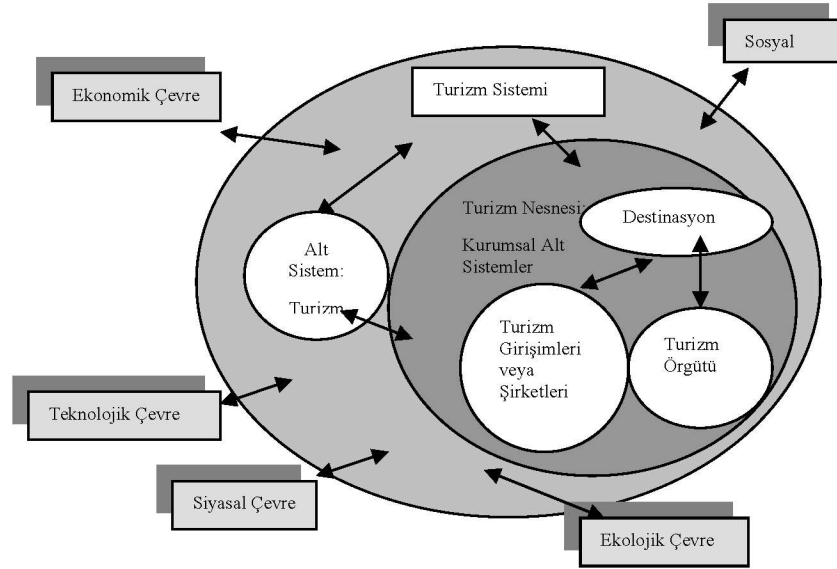 Sosyal
Ekonomik Çevre
Turizm Sistemi
Turizm Nesnesi:
Kurumsal Alt
Sistemler
Destinasyon
Alt
Sistem:
Turizm
Turizm
Girişimleri
veya
Şirketleri
Turizm
Örgütü
Teknolojik Çevre
Siyasal Çevre
Ekolojik Çevre